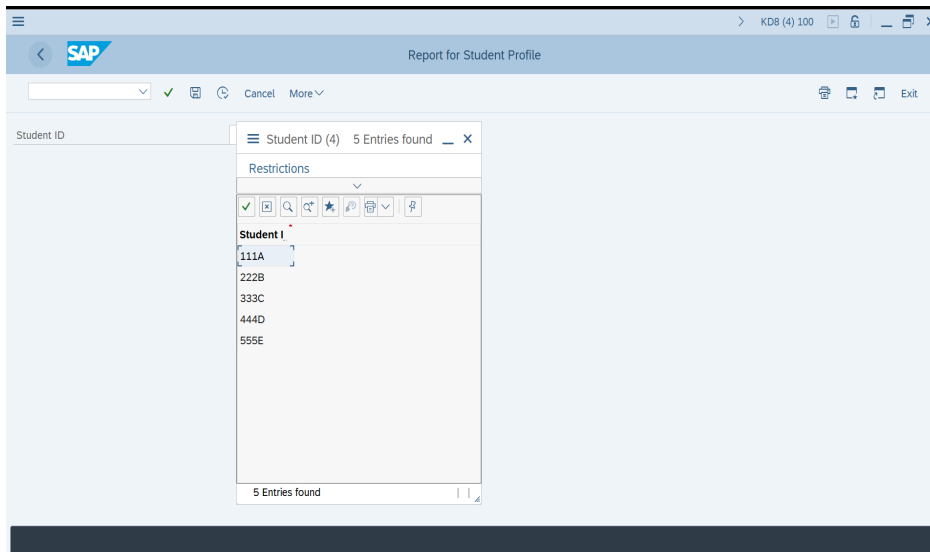 KD8 (4) 100
SAP
Report for Student Profile
Cancel More
Exit
Student ID
Student ID (4) 5 Entries found
Restrictions
Student I
111A
222B
333C
444D
555E
5 Entries found